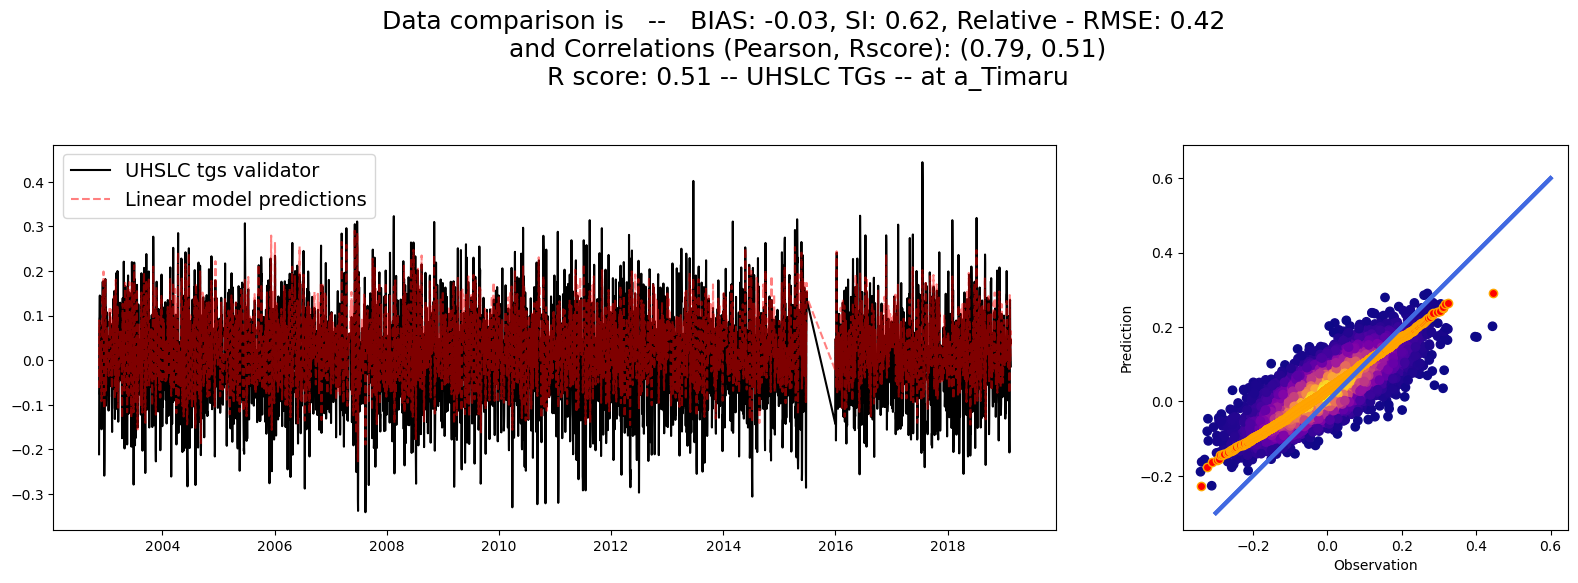 Data comparison is   --   BIAS: -0.03, SI: 0.62, Relative - RMSE: 0.42
and Correlations (Pearson, Rscore): (0.79, 0.51)
R score: 0.51 -- UHSLC TGs -- at a_Timaru
UHSLC tgs validator
Linear model predictions
0.4
0.3
0.2
0.1
0.0
−0.1
−0.2
−0.3
2004 2006 2008 2010 2012 2014 2016 2018
Prediction
0.6
0.4
0.2
0.0
−0.2
−0.2 0.0 0.2 0.4 0.6
Observation